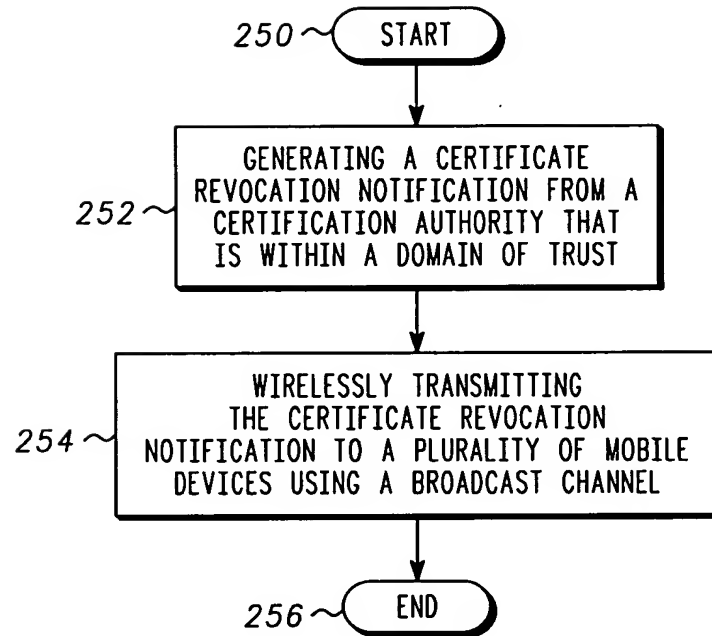 250
START
252
GENERATING A CERTIFICATE
REVOCATION NOTIFICATION FROM A
CERTIFICATION AUTHORITY THAT
IS WITHIN A DOMAIN OF TRUST
254
WIRELESSLY TRANSMITTING
THE CERTIFICATE REVOCATION
NOTIFICATION TO A PLURALITY OF MOBILE
DEVICES USING A BROADCAST CHANNEL
256
END